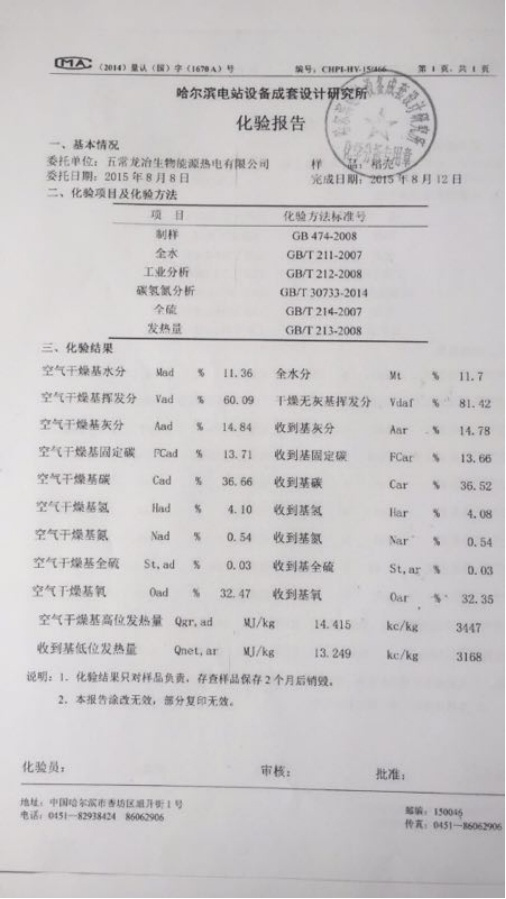 CMA (2014)量认(国)字(1670A)号 编号: CHPI-HY-15/466 第 1 页, 共 1 页
哈尔滨电站设备成套设计研究所
化验报告
一、基本情况
委托单位: 五常龙冶生物能源热电有限公司 样 品: 稻壳
委托日期: 2015 年 8 月 8 日 完成日期: 2015 年 8 月 12 日
二、化验项目及化验方法
项 目 化验方法标准号
制样 GB 474-2008
全水 GB/T 211-2007
工业分析 GB/T 212-2008
碳氢氮分析 GB/T 30733-2014
全硫 GB/T 214-2007
发热量 GB/T 213-2008
三、化验结果
空气干燥基水分 Mad % 11.36 全水分 Mt % 11.7
空气干燥基挥发分 Vad % 60.09 干燥无灰基挥发分 Vdaf % 81.42
空气干燥基灰分 Aad % 14.84 收到基灰分 Aar % 14.78
空气干燥基固定碳 FCad % 13.71 收到基固定碳 FCar % 13.66
空气干燥基碳 Cad % 36.66 收到基碳 Car % 36.52
空气干燥基氢 Had % 4.10 收到基氢 Har % 4.08
空气干燥基氮 Nad % 0.54 收到基氮 Nar % 0.54
空气干燥基全硫 St,ad % 0.03 收到基全硫 St,ar % 0.03
空气干燥基氧 Oad % 32.47 收到基氧 Oar % 32.35
空气干燥基高位发热量 Qgr,ad MJ/kg 14.415 kc/kg 3447
收到基低位发热量 Qnet,ar MJ/kg 13.249 kc/kg 3168
说明: 1. 化验结果只对样品负责, 存查样品保存 2 个月后销毁。
2. 本报告涂改无效, 部分复印无效。
化验员: 审核: 批准:
地址: 中国哈尔滨市香坊区旭升街 1 号
电话: 0451—82938424 86062906
邮编: 150046
传真: 0451—86062906